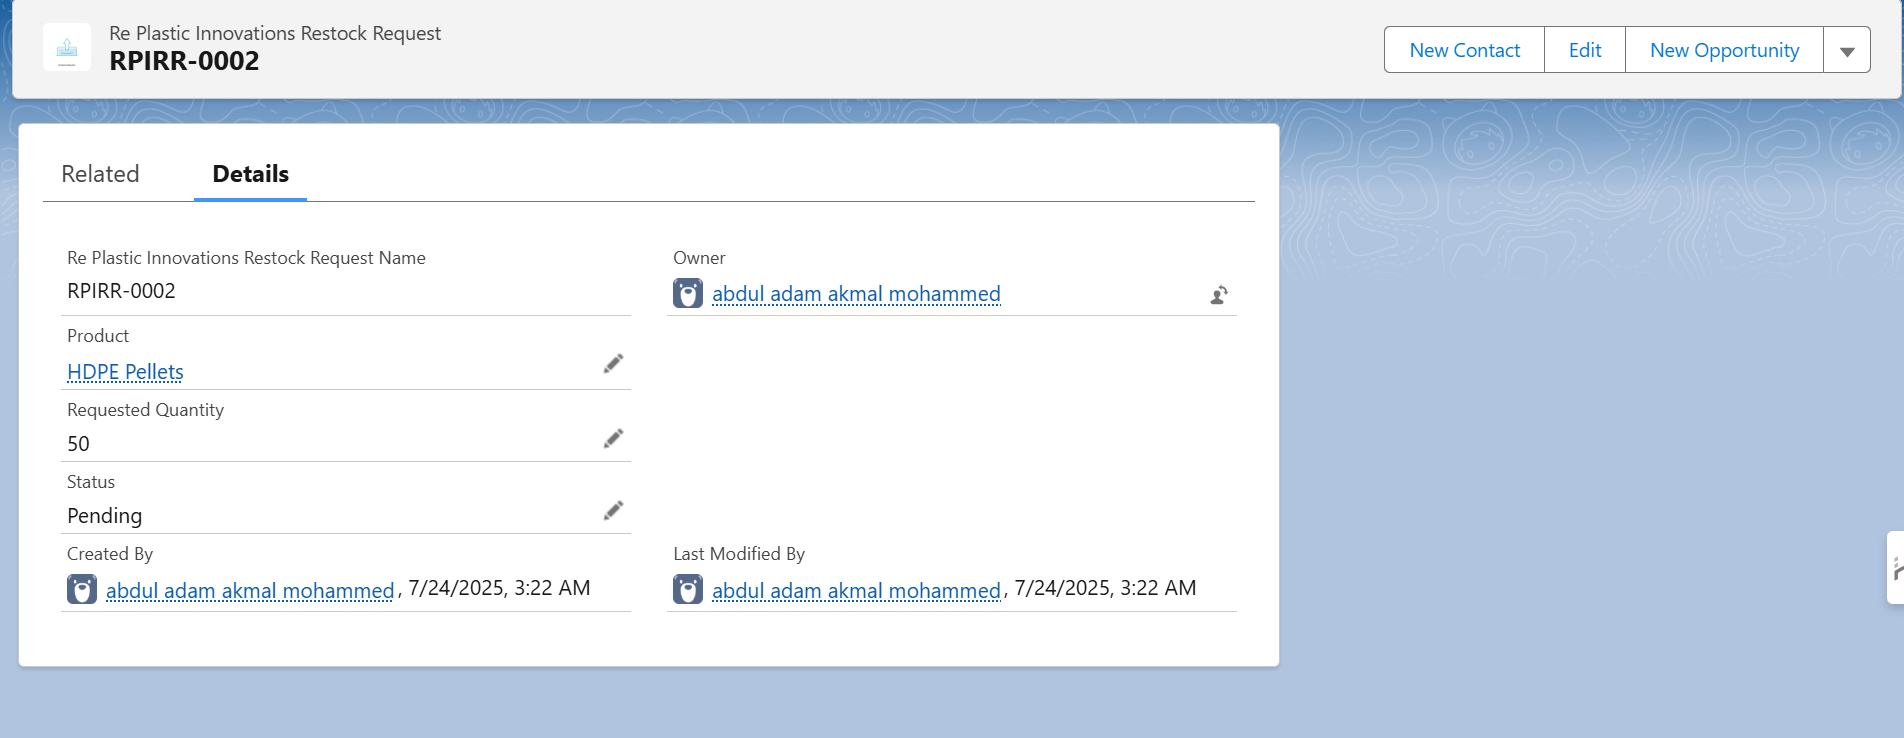 Re Plastic Innovations Restock Request
RPIRR-0002
New Contact
Edit
New Opportunity
Related
Details
Re Plastic Innovations Restock Request Name
RPIRR-0002
Owner
abdul adam akmal mohammed
Product
HDPE Pellets
Requested Quantity
50
Status
Pending
Created By
abdul adam akmal mohammed, 7/24/2025, 3:22 AM
Last Modified By
abdul adam akmal mohammed, 7/24/2025, 3:22 AM